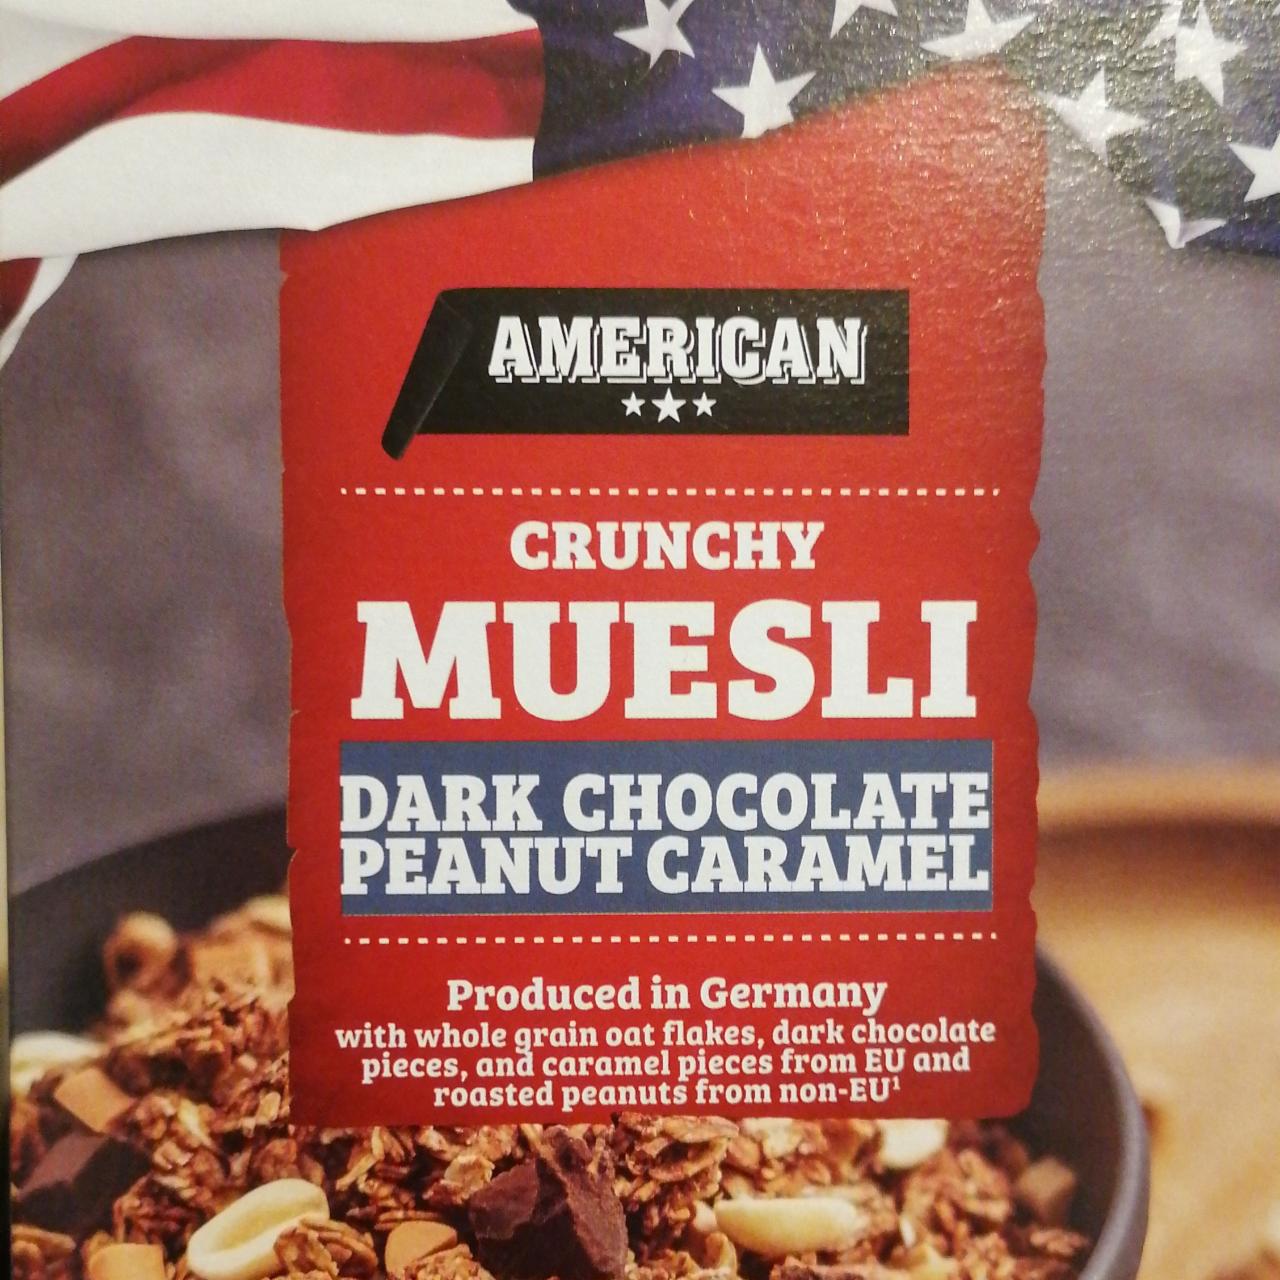 AMERICAN
CRUNCHY
MUESLI
DARK CHOCOLATE
PEANUT CARAMEL
Produced in Germany
with whole grain oat flakes, dark chocolate
pieces, and caramel pieces from EU and
roasted peanuts from non-EU¹